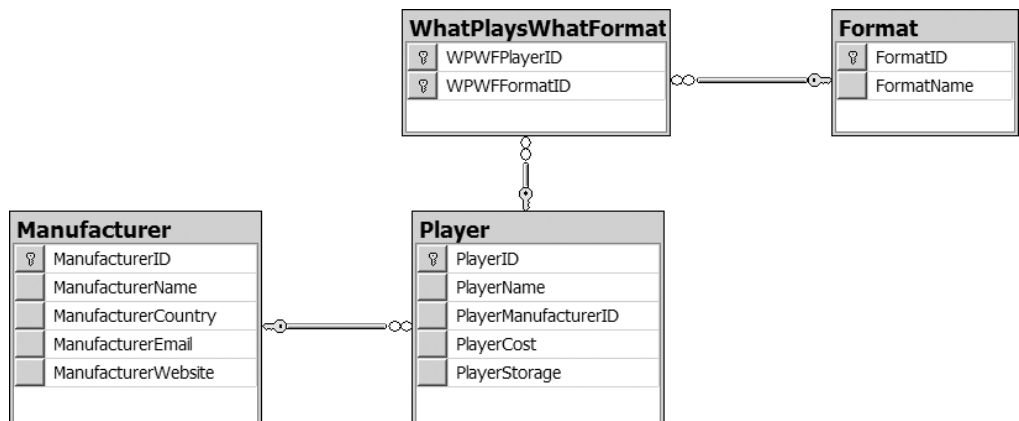 WhatPlaysWhatFormat
WPWFPlayerID
WPWFFormatID
Format
FormatID
FormatName
Manufacturer
ManufacturerID
ManufacturerName
ManufacturerCountry
ManufacturerEmail
ManufacturerWebsite
Player
PlayerID
PlayerName
PlayerManufacturerID
PlayerCost
PlayerStorage